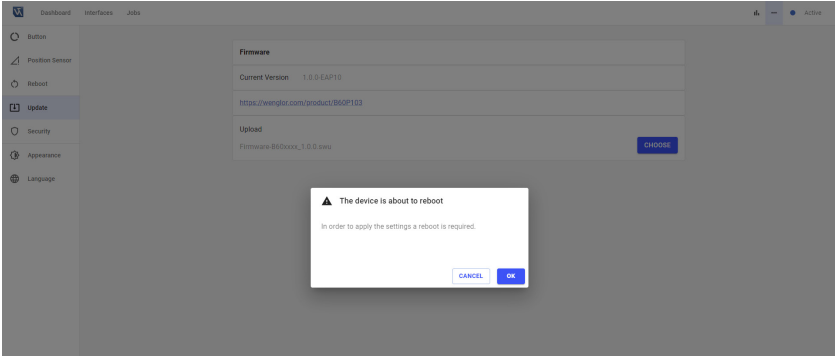 Dashboard Interfaces Jobs Active
Button
Position Sensor
Reboot
Update
Security
Appearance
Language
Firmware
Current Version 1.0.0-EAP10
https://wenglor.com/product/B60P103
Upload
Firmware-B60xxxx_1.0.0.swu
CHOOSE
The device is about to reboot
In order to apply the settings a reboot is required.
CANCEL OK